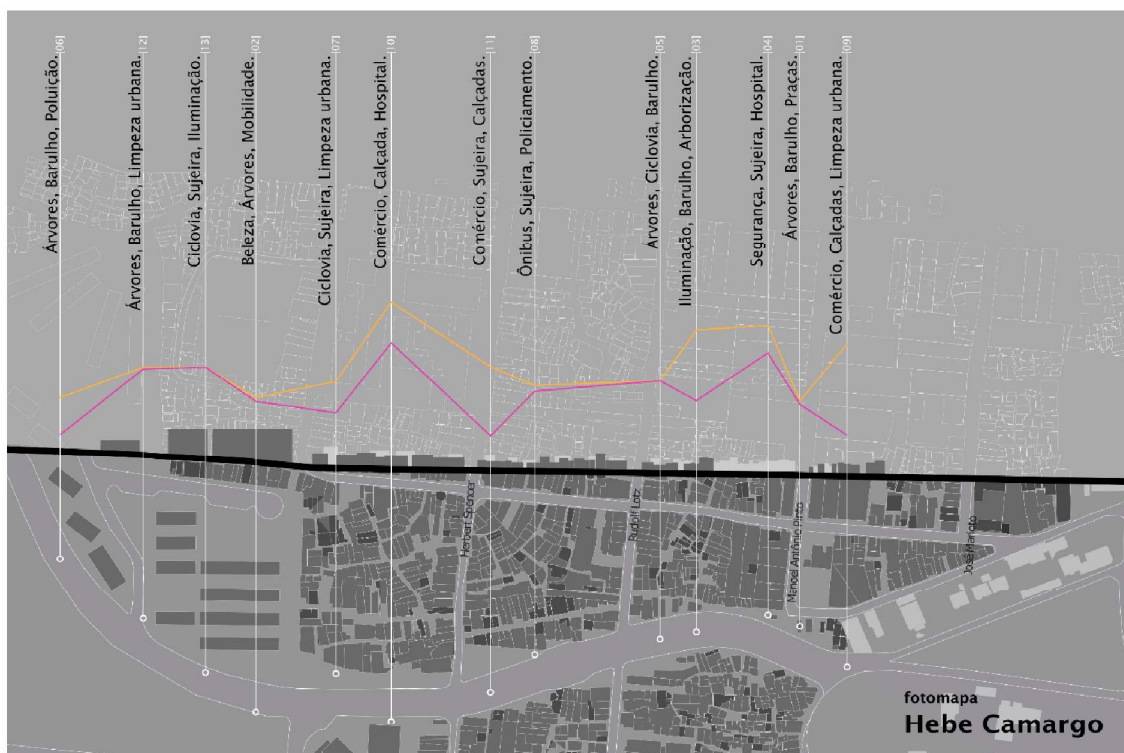 Árvores, Barulho, Poluição. [06]
Árvores, Barulho, Limpeza urbana. [12]
Ciclovia, Sujeira, Iluminação. [13]
Beleza, Árvores, Mobilidade. [02]
Ciclovia, Sujeira, Limpeza urbana. [07]
Comércio, Calçada, Hospital. [10]
Comércio, Sujeira, Calçadas. [11]
Ônibus, Sujeira, Policiamento. [08]
Árvores, Ciclovia, Barulho. [05]
Iluminação, Barulho, Arborização. [03]
Segurança, Sujeira, Hospital. [04]
Árvores, Barulho, Praças. [01]
Comércio, Calçadas, Limpeza urbana. [09]
Herbert Spencer
Rudolf Lotz
Manoel Antônio Pinto
José Marioto
fotomapa
Hebe Camargo